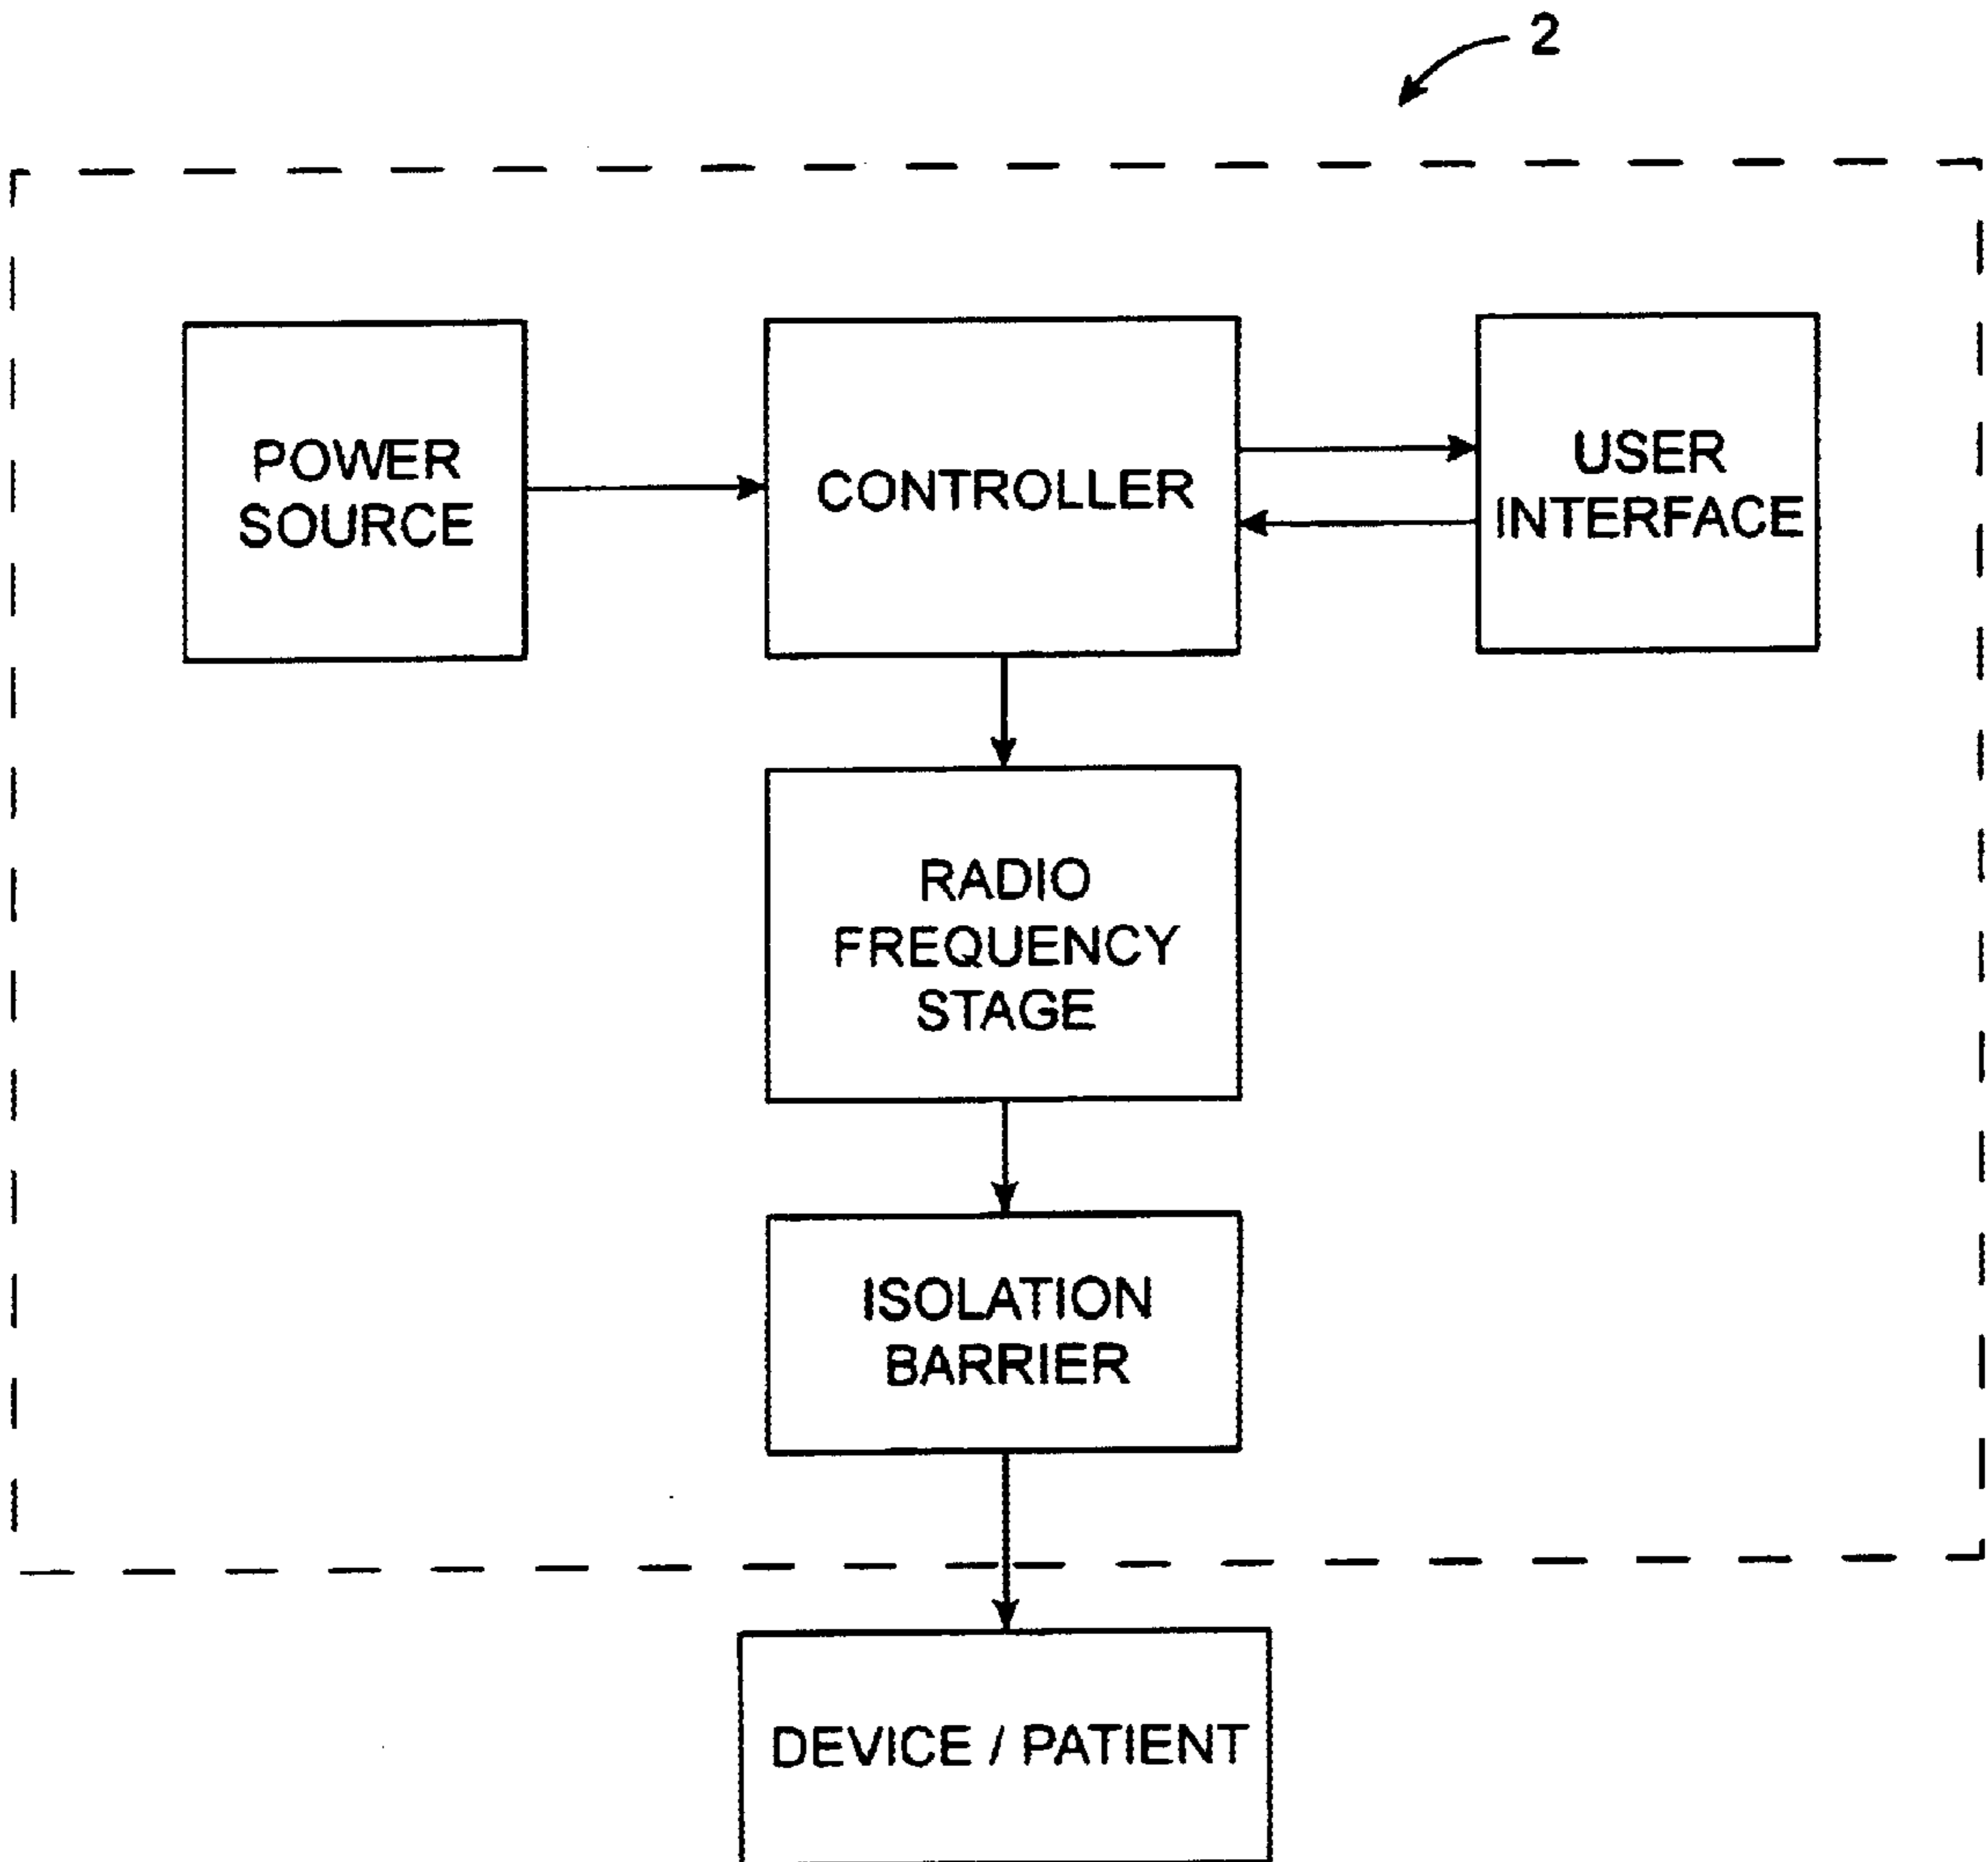 2
POWER
SOURCE
CONTROLLER
USER
INTERFACE
RADIO
FREQUENCY
STAGE
ISOLATION
BARRIER
DEVICE / PATIENT